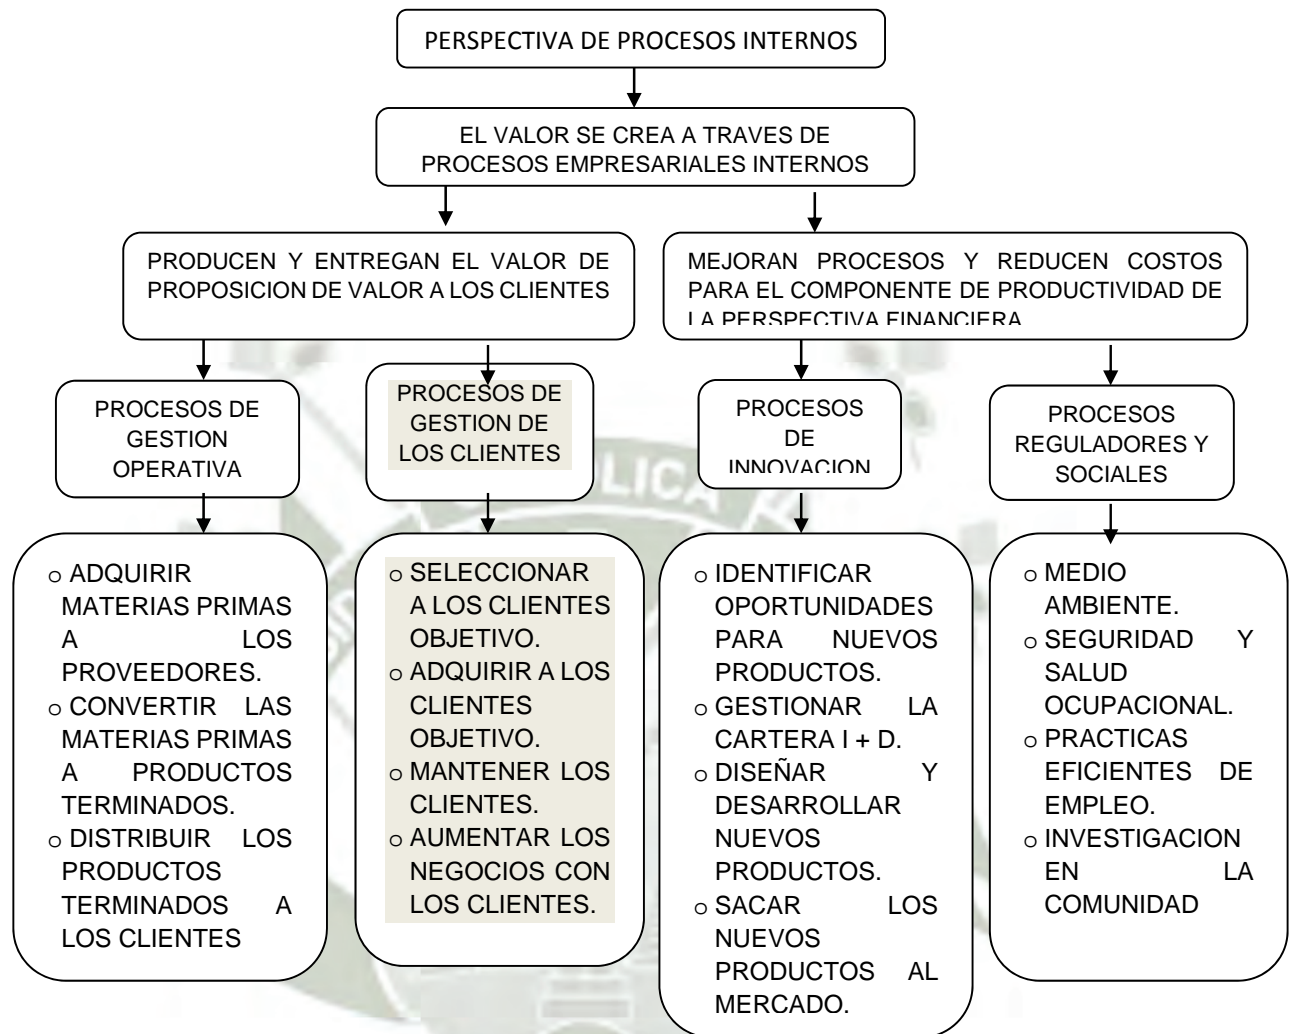 PERSPECTIVA DE PROCESOS INTERNOS
EL VALOR SE CREA A TRAVES DE
PROCESOS EMPRESARIALES INTERNOS
PRODUCEN Y ENTREGAN EL VALOR DE
PROPOSICION DE VALOR A LOS CLIENTES
MEJORAN PROCESOS Y REDUCEN COSTOS
PARA EL COMPONENTE DE PRODUCTIVIDAD DE
LA PERSPECTIVA FINANCIERA
PROCESOS DE
GESTION
OPERATIVA
PROCESOS DE
GESTION DE
LOS CLIENTES
PROCESOS
DE
INNOVACION
PROCESOS
REGULADORES Y
SOCIALES
o ADQUIRIR
MATERIAS PRIMAS
A LOS
PROVEEDORES.
o CONVERTIR LAS
MATERIAS PRIMAS
A PRODUCTOS
TERMINADOS.
o DISTRIBUIR LOS
PRODUCTOS
TERMINADOS A
LOS CLIENTES
o SELECCIONAR
A LOS CLIENTES
OBJETIVO.
o ADQUIRIR A LOS
CLIENTES
OBJETIVO.
o MANTENER LOS
CLIENTES.
o AUMENTAR LOS
NEGOCIOS CON
LOS CLIENTES.
o IDENTIFICAR
OPORTUNIDADES
PARA NUEVOS
PRODUCTOS.
o GESTIONAR LA
CARTERA I + D.
o DISEÑAR Y
DESARROLLAR
NUEVOS
PRODUCTOS.
o SACAR LOS
NUEVOS
PRODUCTOS AL
MERCADO.
o MEDIO
AMBIENTE.
o SEGURIDAD Y
SALUD
OCUPACIONAL.
o PRACTICAS
EFICIENTES DE
EMPLEO.
o INVESTIGACION
EN LA
COMUNIDAD